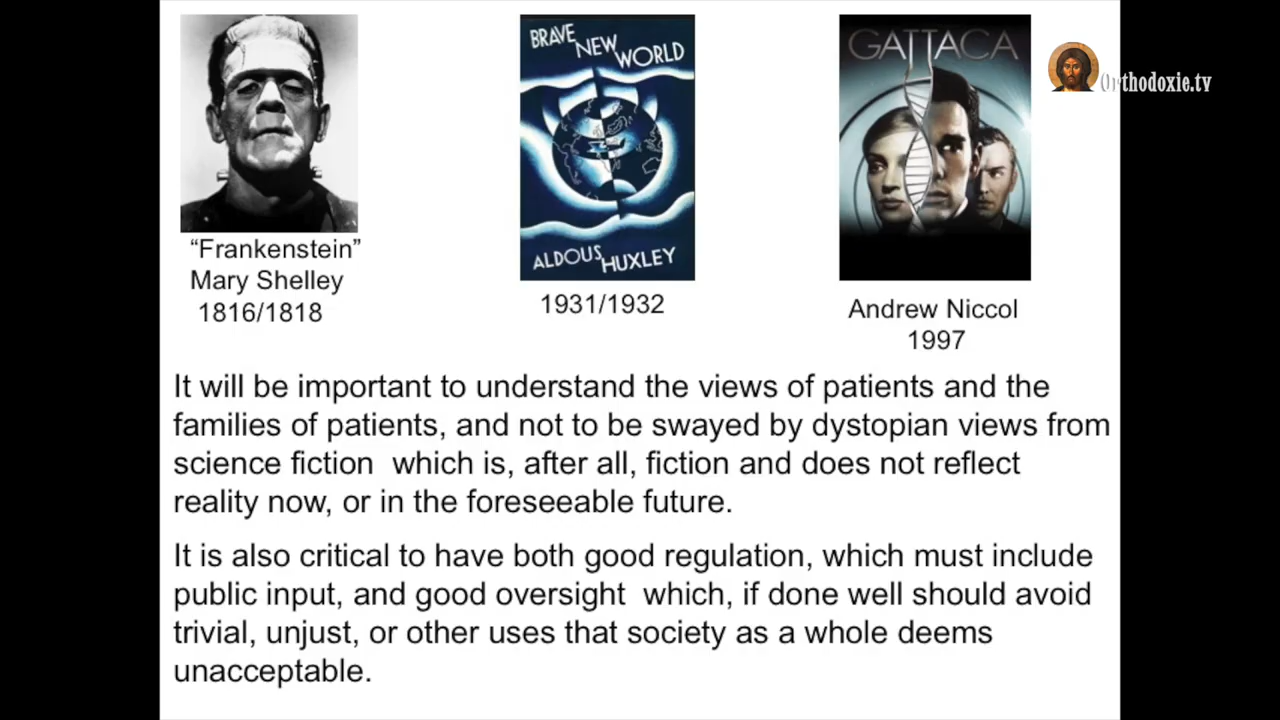 BRAVE
NEW
WORLD
ALDOUS
HUXLEY
GATTACA
Orthodoxie.tv
“Frankenstein”
Mary Shelley
1816/1818
1931/1932
Andrew Niccol
1997
It will be important to understand the views of patients and the
families of patients, and not to be swayed by dystopian views from
science fiction which is, after all, fiction and does not reflect
reality now, or in the foreseeable future.
It is also critical to have both good regulation, which must include
public input, and good oversight which, if done well should avoid
trivial, unjust, or other uses that society as a whole deems
unacceptable.